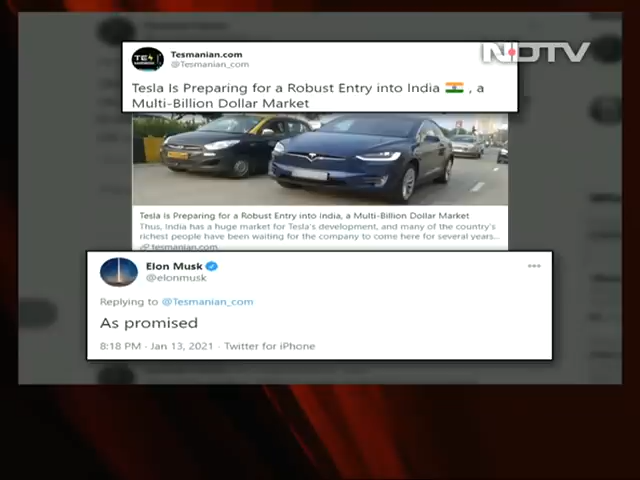 NDTV
Tesmanian.com
@Tesmanian_com
Tesla Is Preparing for a Robust Entry into India 🇮🇳 , a
Multi-Billion Dollar Market
Tesla Is Preparing for a Robust Entry into India, a Multi-Billion Dollar Market
Thus, India has a huge market for Tesla's development, and many of the country's
richest people have been waiting for the company to come here for several years...
tesmanian.com
Elon Musk
@elonmusk
Replying to @Tesmanian_com
As promised
8:18 PM · Jan 13, 2021 · Twitter for iPhone